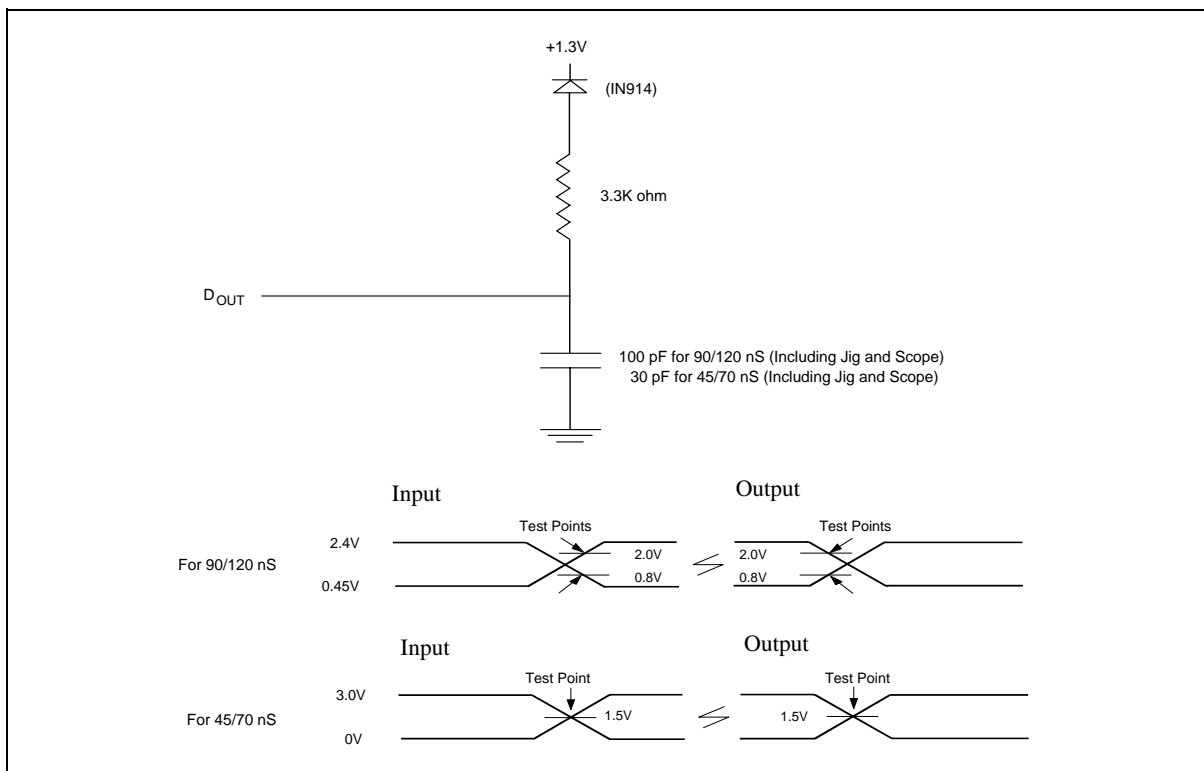 +1.3V
(IN914)
3.3K ohm
DOUT
100 pF for 90/120 nS (Including Jig and Scope)
30 pF for 45/70 nS (Including Jig and Scope)
Input Output
Test Points Test Points
2.4V 2.0V 2.0V
For 90/120 nS
0.45V 0.8V 0.8V
Input Output
Test Point Test Point
3.0V
For 45/70 nS 1.5V 1.5V
0V